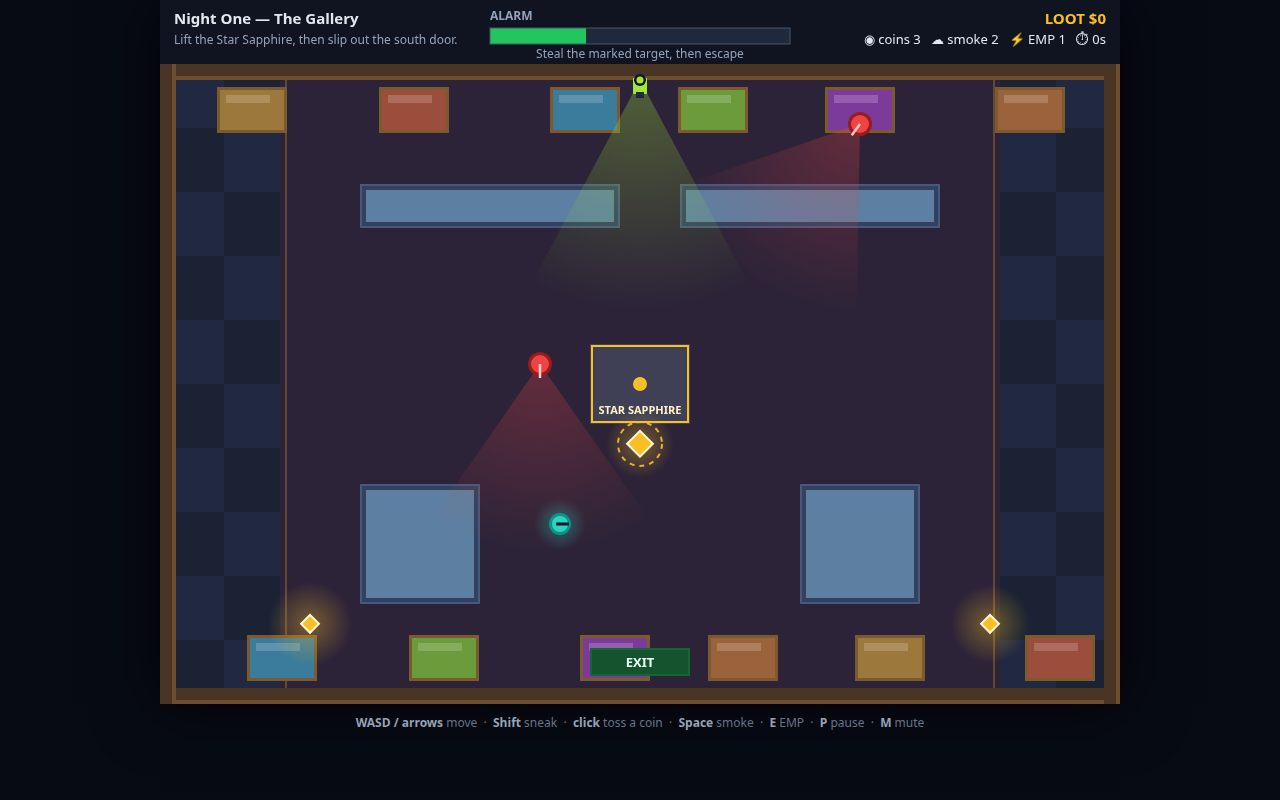 Night One — The Gallery
Lift the Star Sapphire, then slip out the south door.
ALARM
Steal the marked target, then escape
LOOT $0
◉ coins 3 ☁ smoke 2 ⚡ EMP 1 ⏱ 0s
STAR SAPPHIRE
EXIT
WASD / arrows move · Shift sneak · click toss a coin · Space smoke · E EMP · P pause · M mute